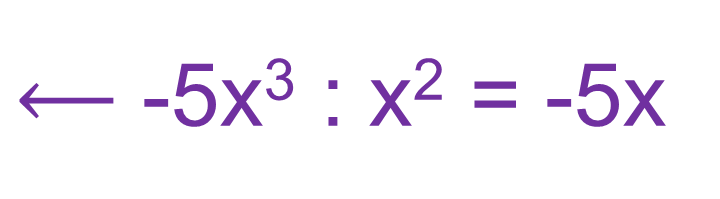 ⟵ -5x³ : x² = -5x